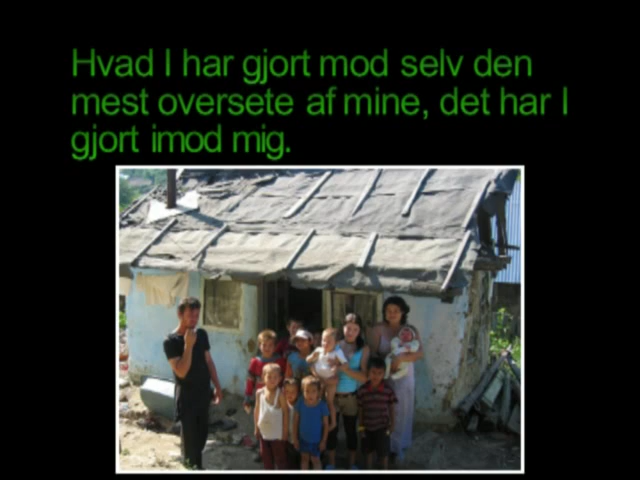 Hvad I har gjort mod selv den
mest oversete af mine, det har I
gjort imod mig.